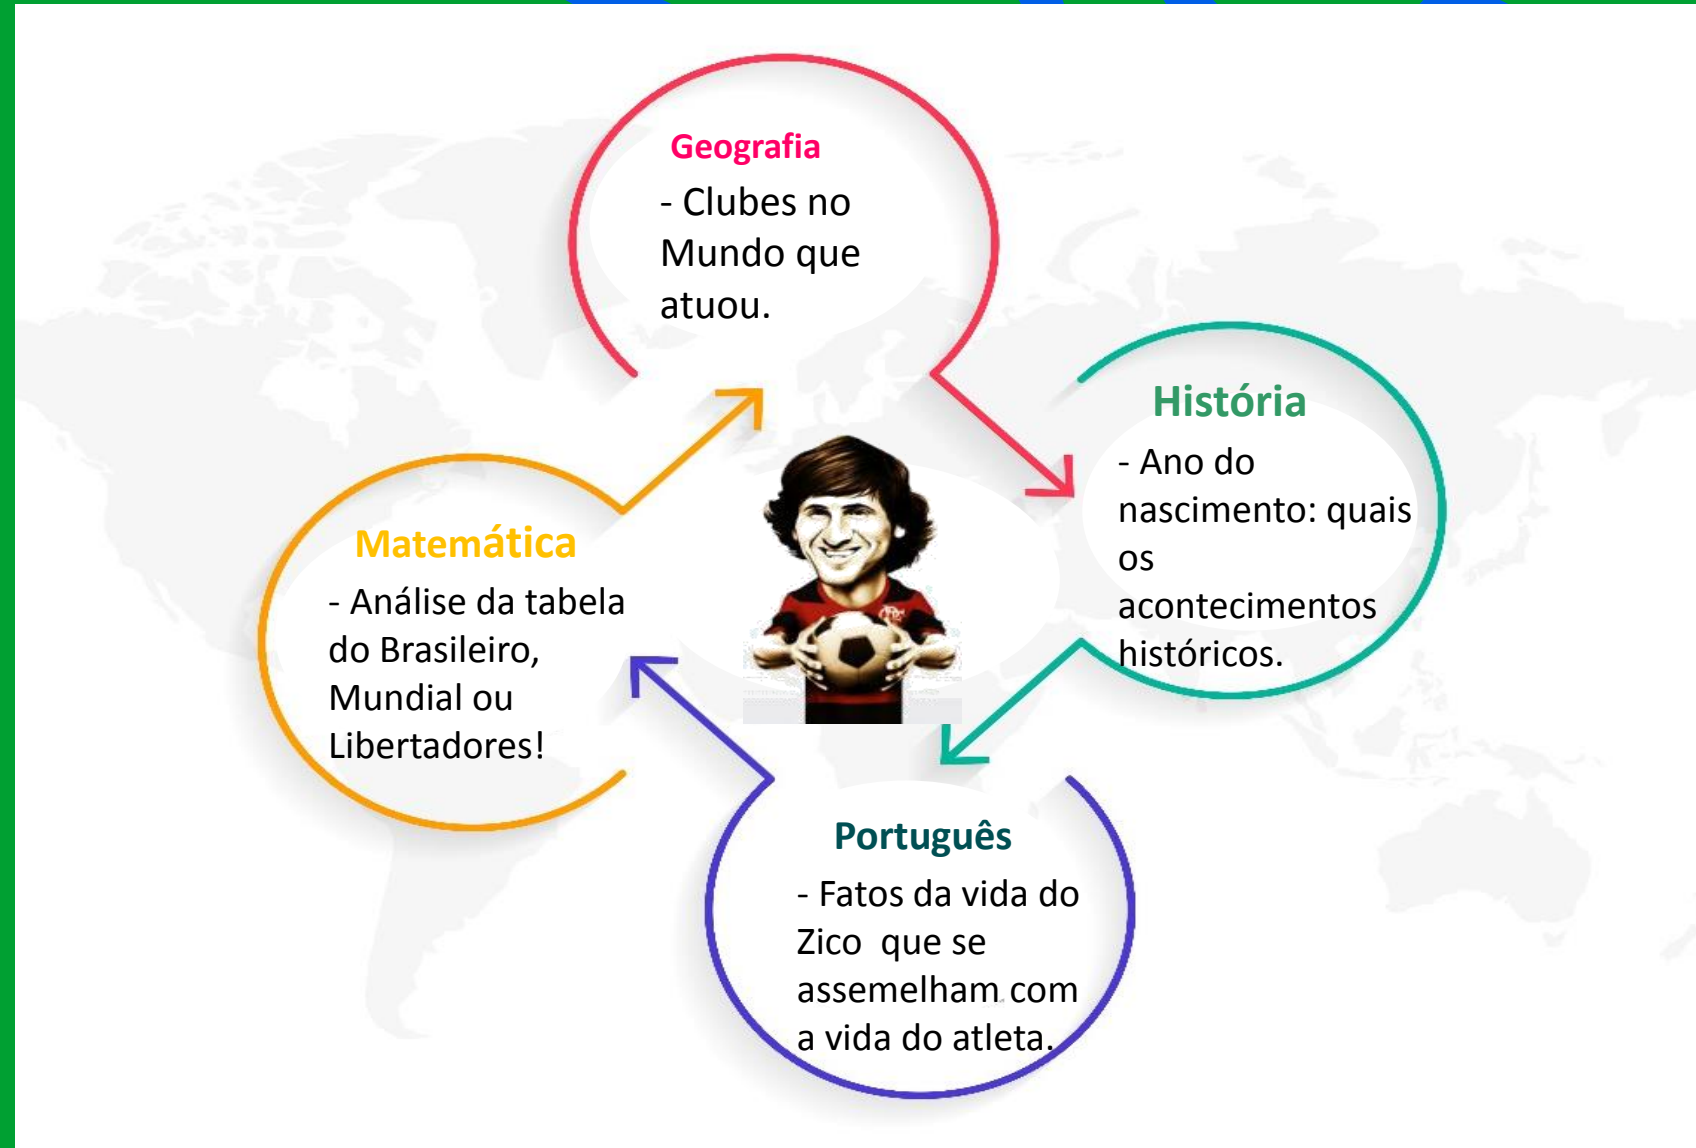 Geografia
- Clubes no
Mundo que
atuou.
História
- Ano do
nascimento: quais
os
acontecimentos
históricos.
Português
- Fatos da vida do
Zico  que se
assemelham com
a vida do atleta.
Matemática
- Análise da tabela
do Brasileiro,
Mundial ou
Libertadores!